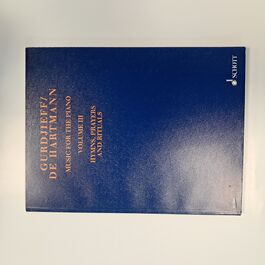 GURDJIEFF/
DE HARTMANN
MUSIC FOR THE PIANO
VOLUME III
HYMNS, PRAYERS
AND RITUALS
SCHOTT